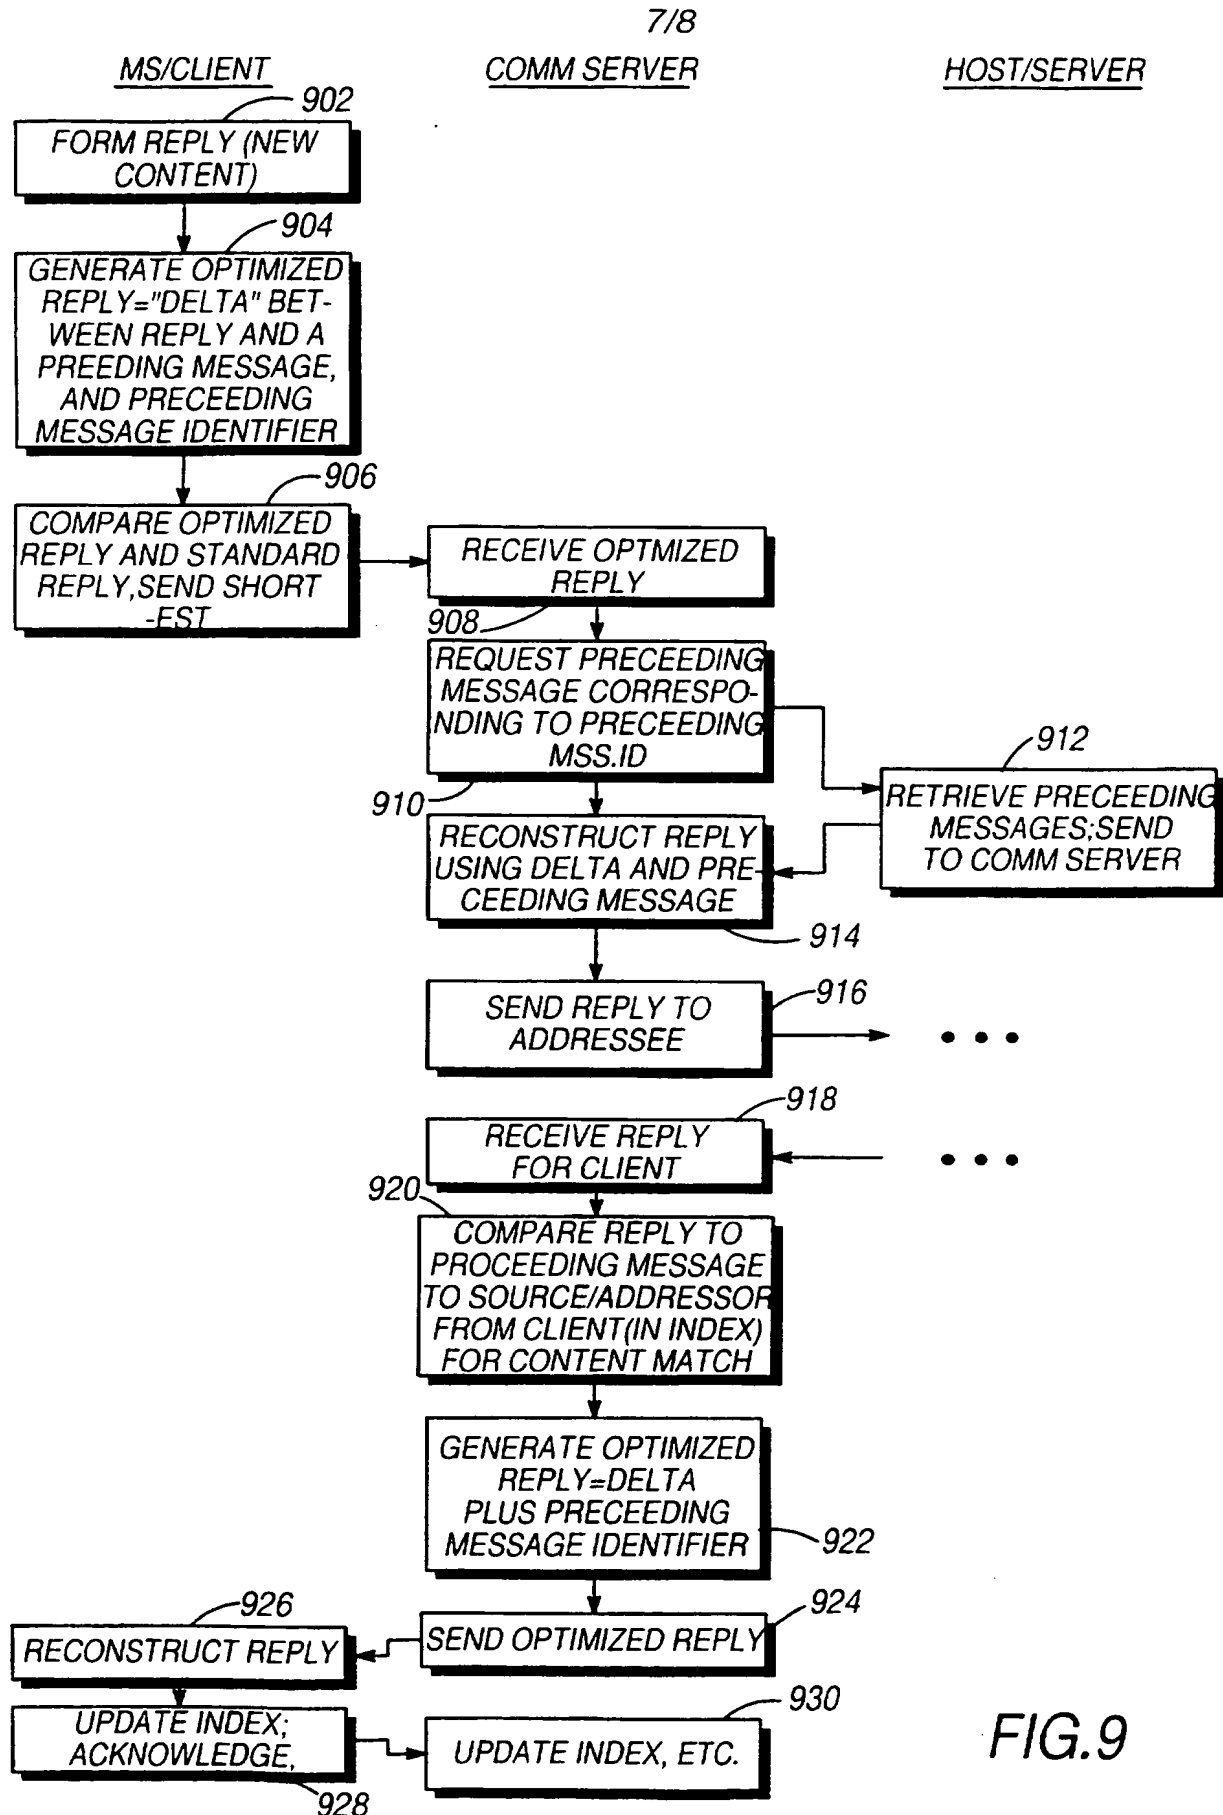 7/8
MS/CLIENT
COMM SERVER
HOST/SERVER
902
FORM REPLY (NEW
CONTENT)
904
GENERATE OPTIMIZED
REPLY="DELTA" BET-
WEEN REPLY AND A
PREEDING MESSAGE,
AND PRECEEDING
MESSAGE IDENTIFIER
906
COMPARE OPTIMIZED
REPLY AND STANDARD
REPLY,SEND SHORT
-EST
RECEIVE OPTMIZED
REPLY
908
REQUEST PRECEEDING
MESSAGE CORRESPO-
NDING TO PRECEEDING
MSS.ID
910
912
RETRIEVE PRECEEDING
MESSAGES;SEND
TO COMM SERVER
RECONSTRUCT REPLY
USING DELTA AND PRE-
CEEDING MESSAGE
914
SEND REPLY TO
ADDRESSEE
916
918
RECEIVE REPLY
FOR CLIENT
920
COMPARE REPLY TO
PROCEEDING MESSAGE
TO SOURCE/ADDRESSOR
FROM CLIENT(IN INDEX)
FOR CONTENT MATCH
GENERATE OPTIMIZED
REPLY=DELTA
PLUS PRECEEDING
MESSAGE IDENTIFIER
922
924
SEND OPTIMIZED REPLY
926
RECONSTRUCT REPLY
UPDATE INDEX;
ACKNOWLEDGE,
928
930
UPDATE INDEX, ETC.
FIG.9